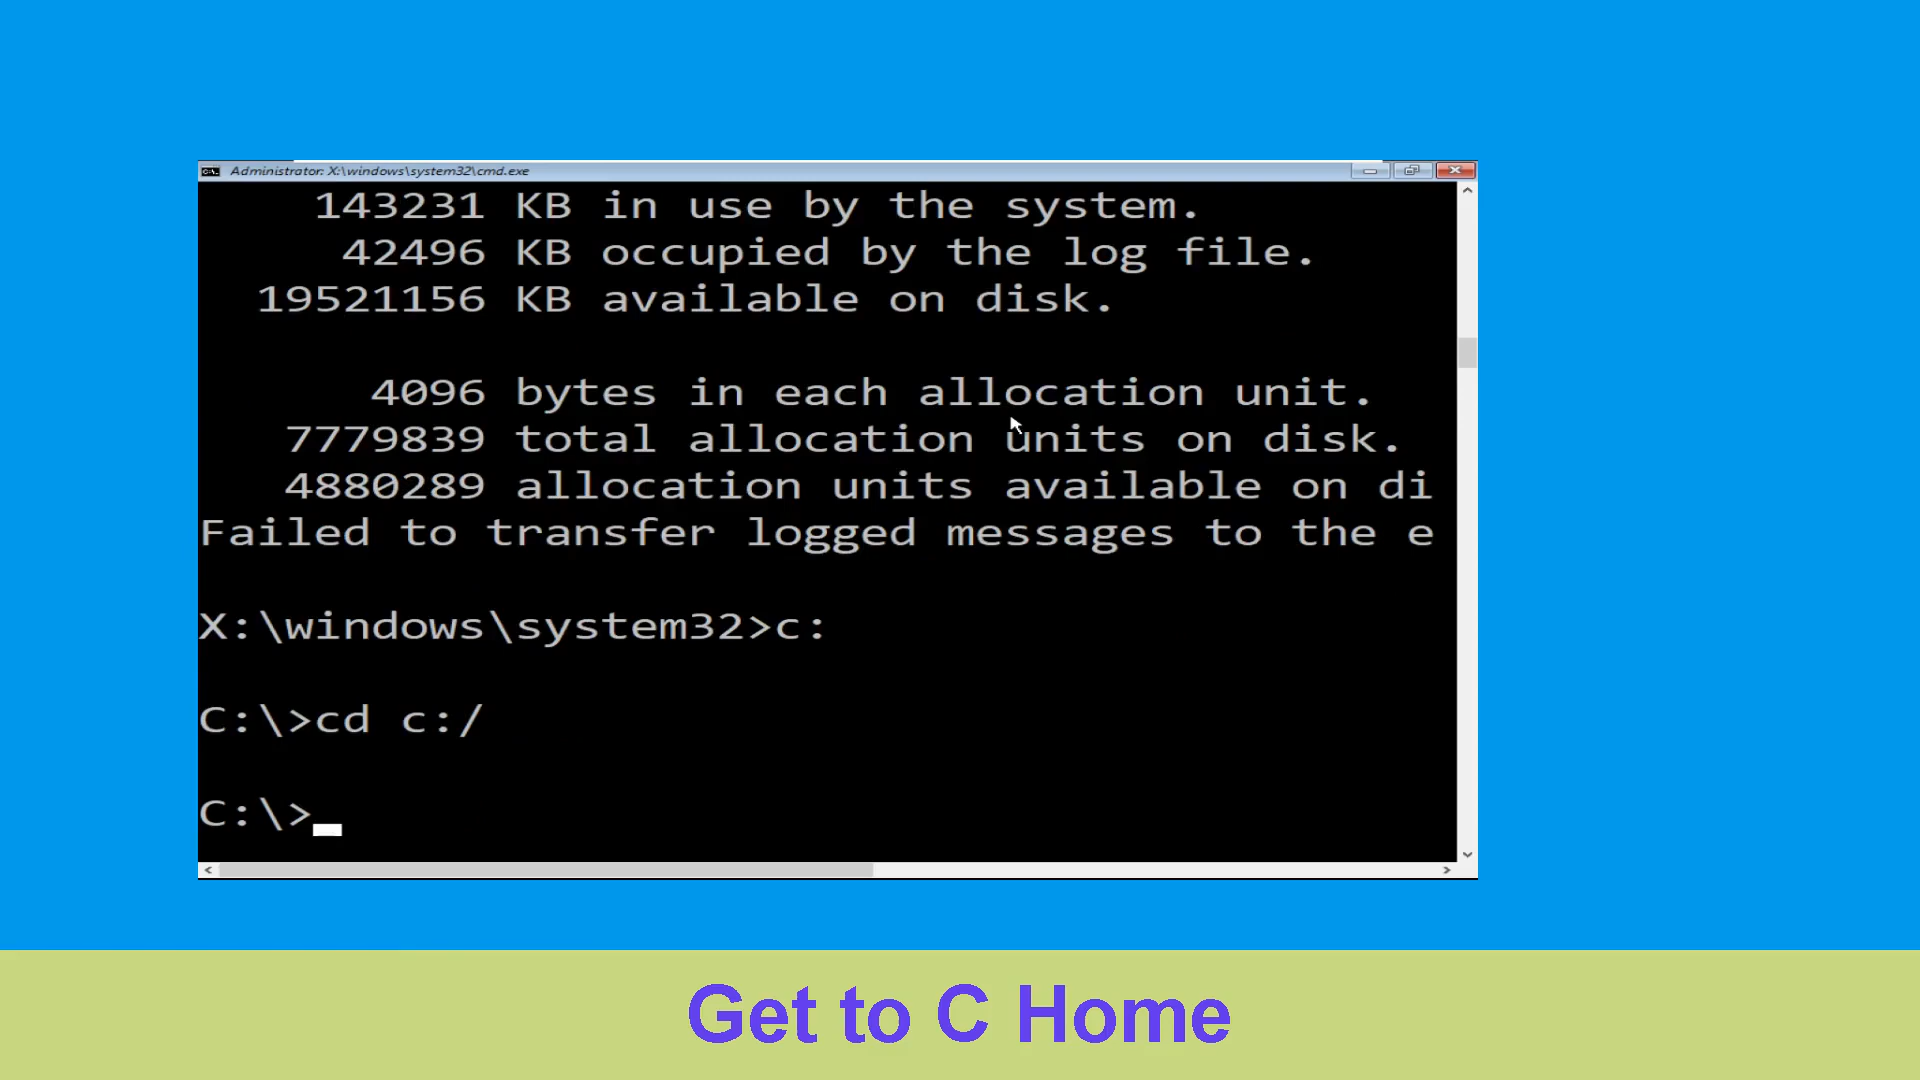 Administrator: X:\windows\system32\cmd.exe
143231 KB in use by the system.
42496 KB occupied by the log file.
19521156 KB available on disk.
4096 bytes in each allocation unit.
7779839 total allocation units on disk.
4880289 allocation units available on di
Failed to transfer logged messages to the e
X:\windows\system32>c:
C:\>cd c:/
C:\>
Get to C Home